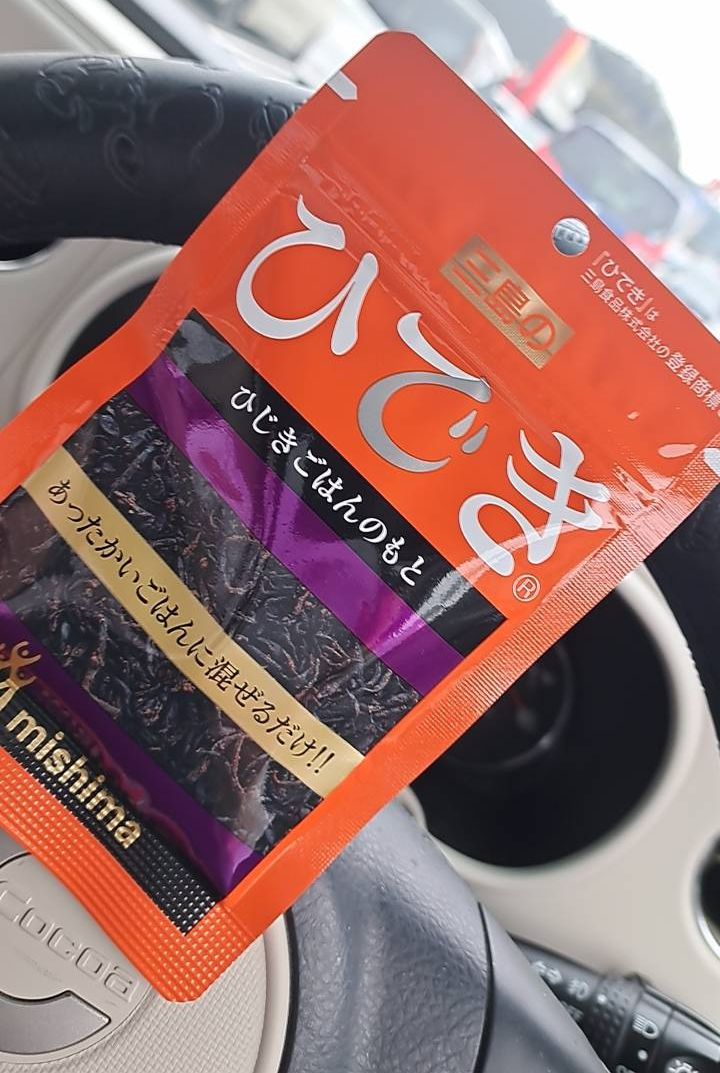 三島の
「ひでき」は
三島食品株式会社の登録商標
ひでき®
ひじきごはんのもと
あったかいごはんに混ぜるだけ!!
mishima
Cocoa